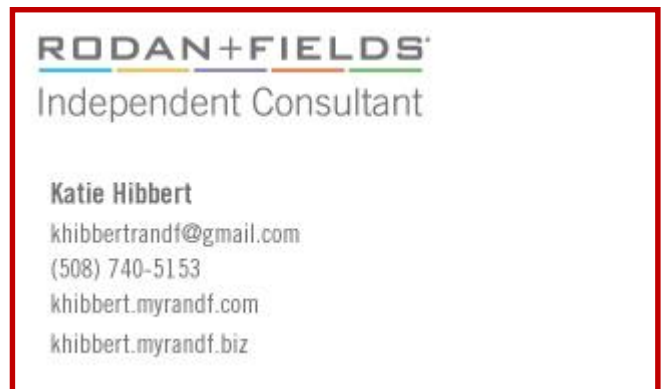 RODAN+FIELDS®
Independent Consultant
Katie Hibbert
khibbertrandf@gmail.com
(508) 740-5153
khibbert.myrandf.com
khibbert.myrandf.biz